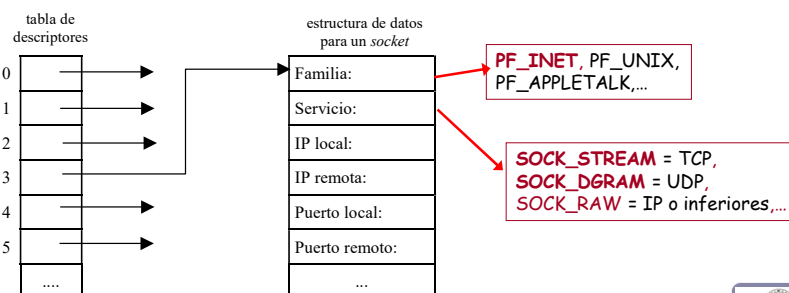 tabla de
descriptores
0
1
2
3
4
5
....
estructura de datos
para un socket
Familia:
Servicio:
IP local:
IP remota:
Puerto local:
Puerto remoto:
...
PF_INET, PF_UNIX,
PF_APPLETALK,...
SOCK_STREAM = TCP,
SOCK_DGRAM = UDP,
SOCK_RAW = IP o inferiores,...